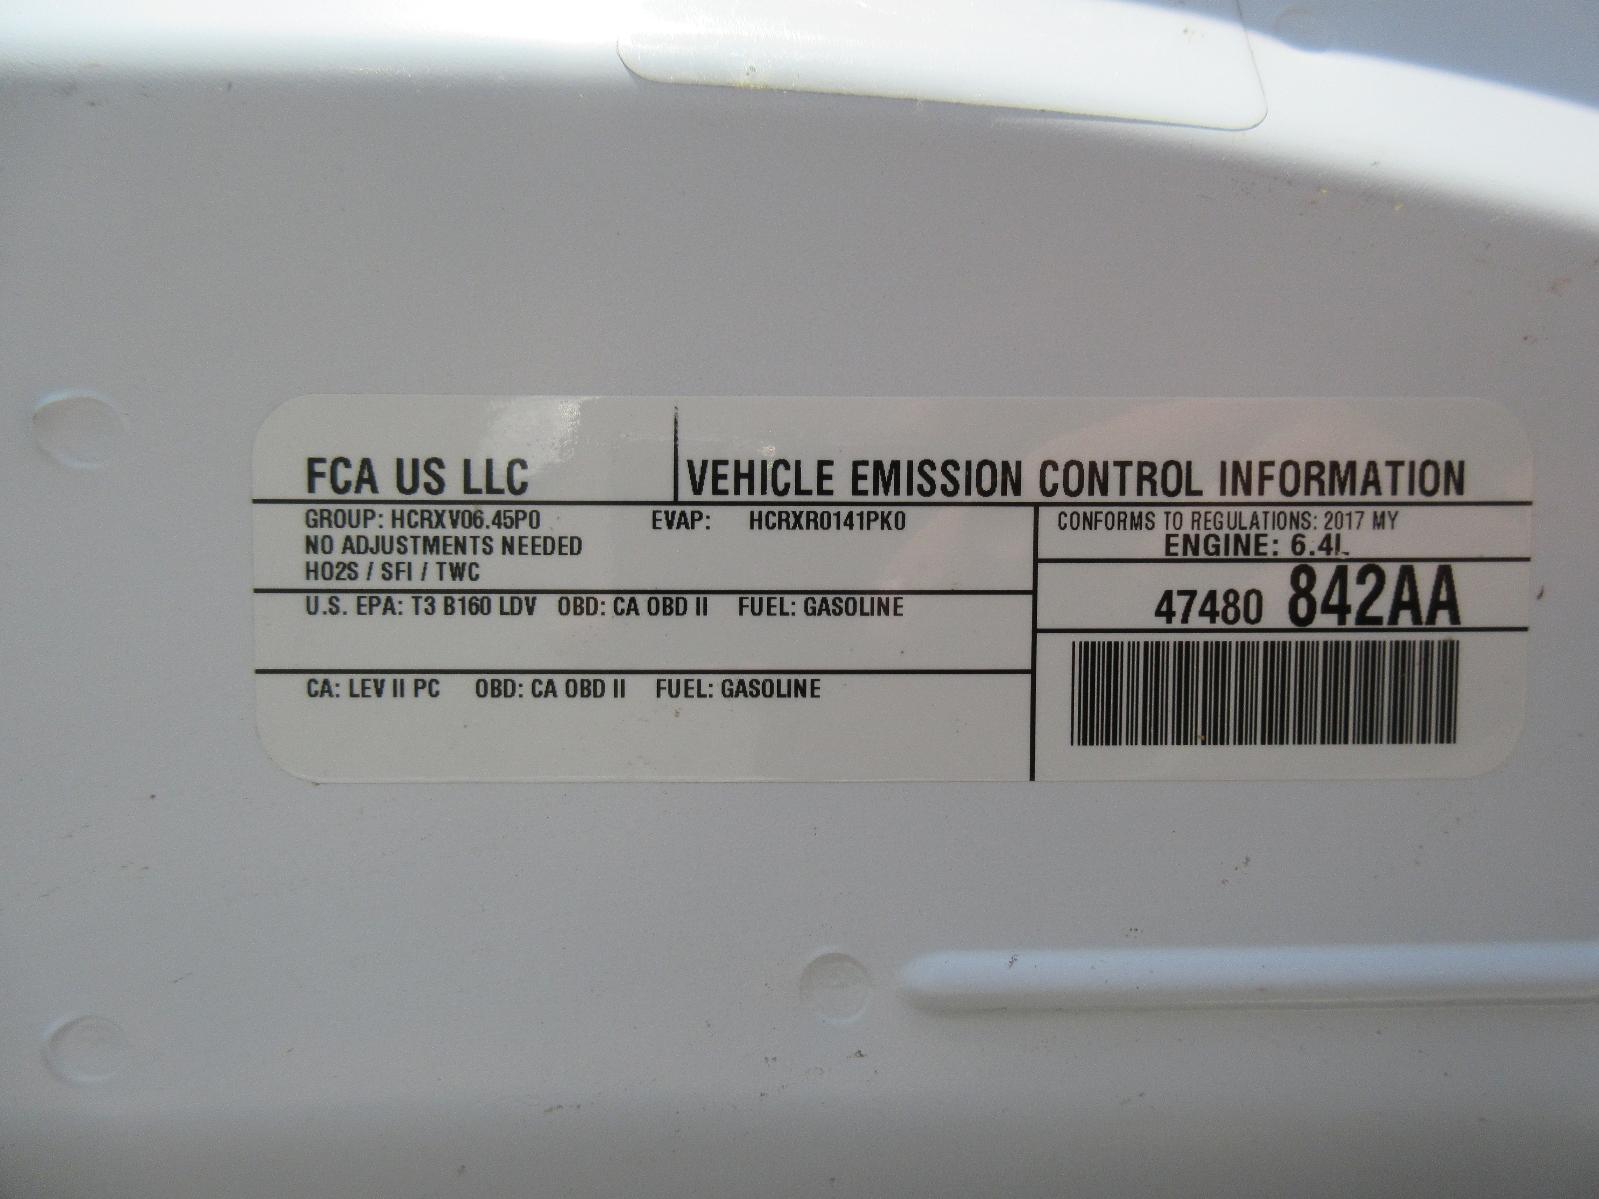 FCA US LLC
VEHICLE EMISSION CONTROL INFORMATION
GROUP: HCRXV06.45P0 EVAP: HCRXR0141PK0
NO ADJUSTMENTS NEEDED
HO2S / SFI / TWC
U.S. EPA: T3 B160 LDV OBD: CA OBD II FUEL: GASOLINE
CA: LEV II PC OBD: CA OBD II FUEL: GASOLINE
CONFORMS TO REGULATIONS: 2017 MY
ENGINE: 6.4L
47480 842AA